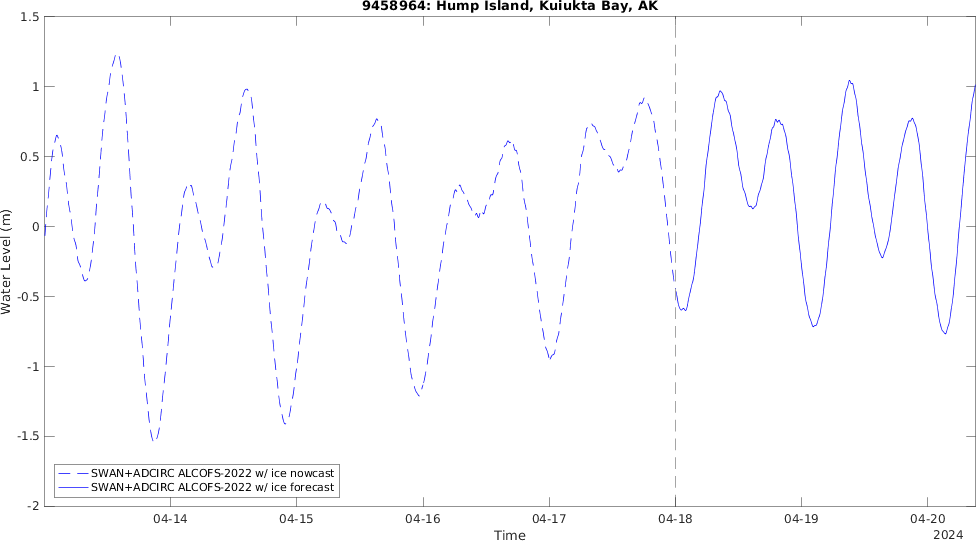 9458964: Hump Island, Kuiukta Bay, AK
1.5
1
0.5
0
-0.5
-1
-1.5
-2
Water Level (m)
SWAN+ADCIRC ALCOFS-2022 w/ ice nowcast
SWAN+ADCIRC ALCOFS-2022 w/ ice forecast
04-14 04-15 04-16 04-17 04-18 04-19 04-20
Time
2024